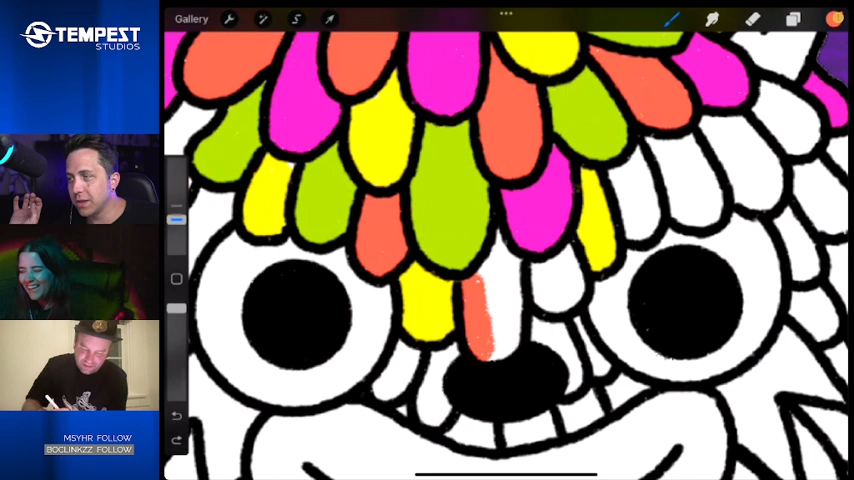 TEMPEST
STUDIOS
Gallery
MSYHR FOLLOW
BOCLINKZZ FOLLOW